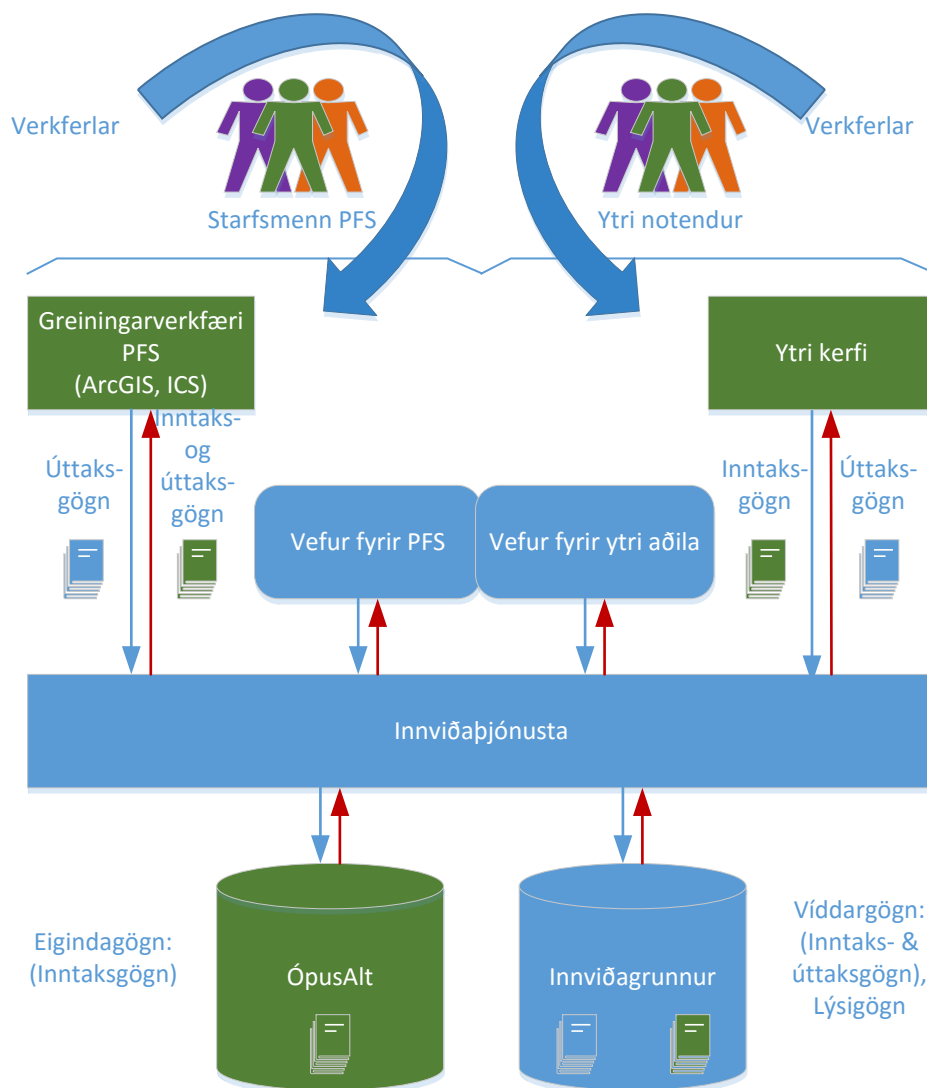 Verkferlar
Verkferlar
Starfsmenn PFS
Ytri notendur
Greiningarverkfæri
PFS
(ArcGIS, ICS)
Ytri kerfi
Úttaks-
gögn
Inntaks-
og
úttaks-
gögn
Inntaks-
gögn
Úttaks-
gögn
Vefur fyrir PFS
Vefur fyrir ytri aðila
Innviðaþjónusta
Eigindagögn:
(Inntaksgögn)
ÓpusAlt
Innviðagrunnur
Víddargögn:
(Inntaks- &
úttaksgögn),
Lýsigögn